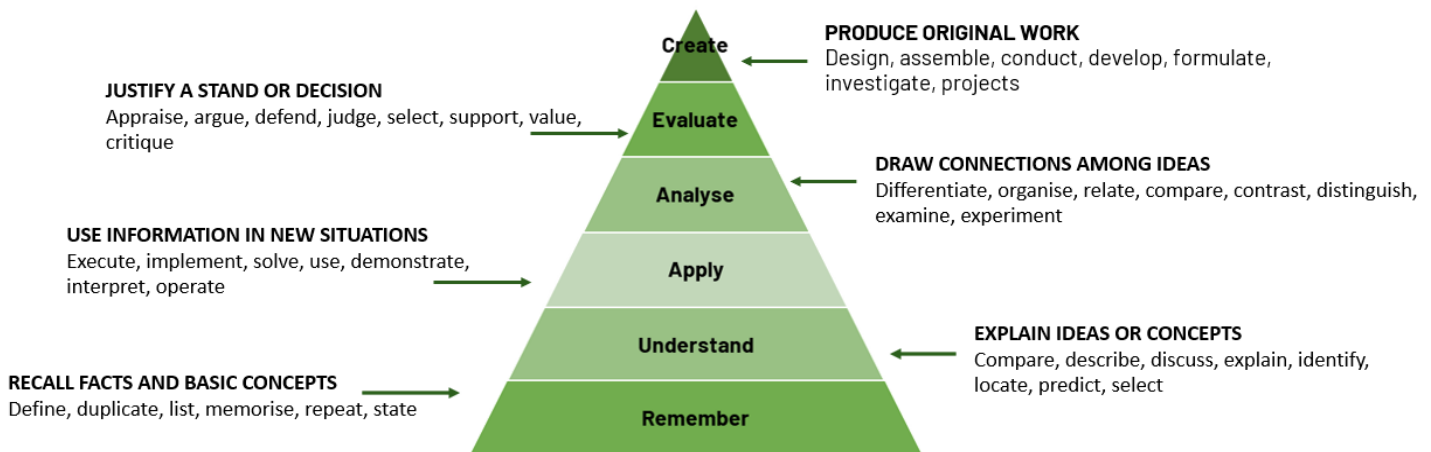 Create
PRODUCE ORIGINAL WORK
Design, assemble, conduct, develop, formulate,
investigate, projects
JUSTIFY A STAND OR DECISION
Appraise, argue, defend, judge, select, support, value,
critique
Evaluate
DRAW CONNECTIONS AMONG IDEAS
Differentiate, organise, relate, compare, contrast, distinguish,
examine, experiment
Analyse
USE INFORMATION IN NEW SITUATIONS
Execute, implement, solve, use, demonstrate,
interpret, operate
Apply
EXPLAIN IDEAS OR CONCEPTS
Compare, describe, discuss, explain, identify,
locate, predict, select
Understand
RECALL FACTS AND BASIC CONCEPTS
Define, duplicate, list, memorise, repeat, state
Remember